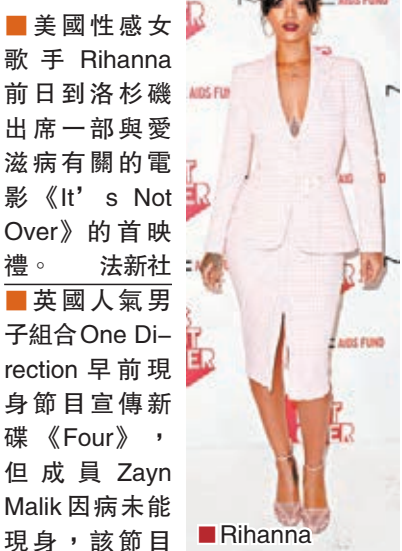 ■美國性感女
歌手 Rihanna
前日到洛杉磯
出席一部與愛
滋病有關的電
影《It’s Not
Over》的首映
禮。 法新社
■英國人氣男
子組合One Di–
rection 早前現
身節目宣傳新
碟《Four》，
但成員 Zayn
Malik因病未能
現身，該節目
AIDS FUND
■Rihanna